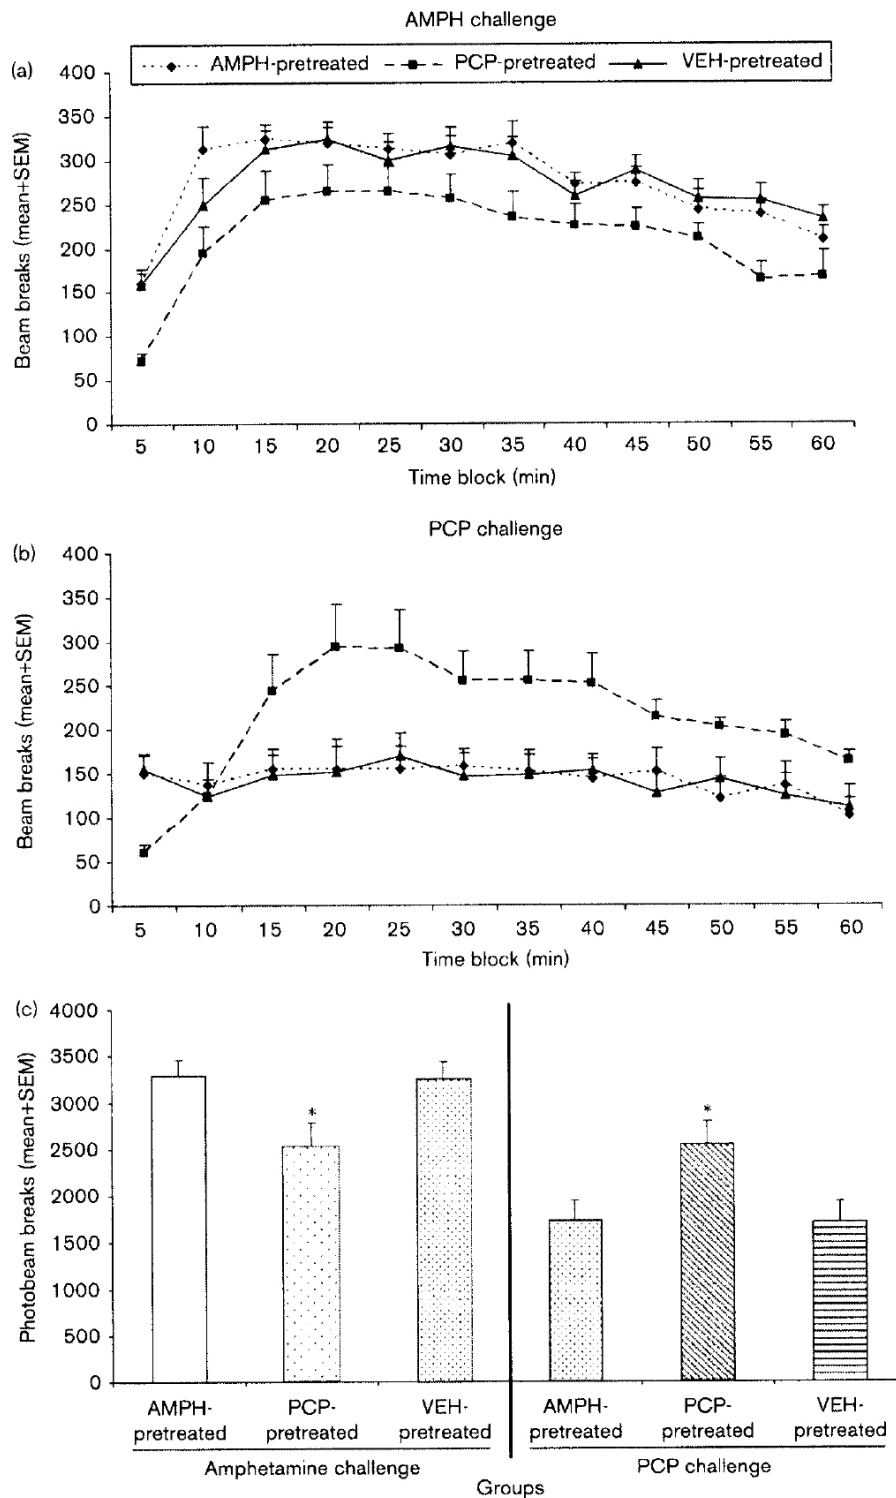 AMPH challenge
(a)
AMPH-pretreated PCP-pretreated VEH-pretreated
400
350
300
250
200
150
100
50
0
Beam breaks (mean+SEM)
5 10 15 20 25 30 35 40 45 50 55 60
Time block (min)
PCP challenge
(b)
400
350
300
250
200
150
100
50
0
Beam breaks (mean+SEM)
5 10 15 20 25 30 35 40 45 50 55 60
Time block (min)
(c)
4000
3500
3000
2500
2000
1500
1000
500
0
Photobeam breaks (mean+SEM)
* *
AMPH- PCP- VEH- AMPH- PCP- VEH-
pretreated pretreated pretreated pretreated pretreated pretreated
Amphetamine challenge PCP challenge
Groups